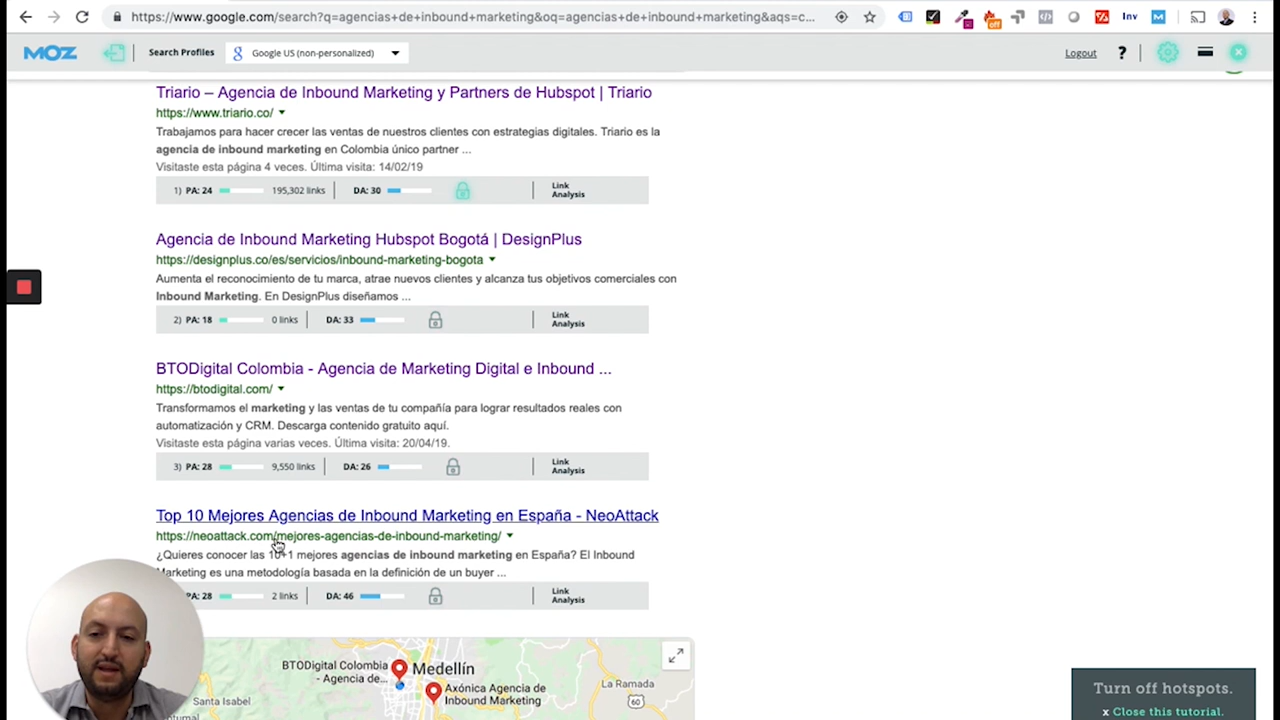 https://www.google.com/search?q=agencias+de+inbound+marketing&oq=agencias+de+inbound+marketing&aqs=c...
off
Inv
MOZ
Search Profiles
Google US (non-personalized)
Logout
?
Triario – Agencia de Inbound Marketing y Partners de Hubspot | Triario
https://www.triario.co/
Trabajamos para hacer crecer las ventas de nuestros clientes con estrategias digitales. Triario es la
agencia de inbound marketing en Colombia único partner ...
Visitaste esta página 4 veces. Última visita: 14/02/19
1) PA: 24 195,302 links DA: 30 Link Analysis
Agencia de Inbound Marketing Hubspot Bogotá | DesignPlus
https://designplus.co/es/servicios/inbound-marketing-bogota
Aumenta el reconocimiento de tu marca, atrae nuevos clientes y alcanza tus objetivos comerciales con
Inbound Marketing. En DesignPlus diseñamos ...
2) PA: 18 0 links DA: 33 Link Analysis
BTODigital Colombia - Agencia de Marketing Digital e Inbound ...
https://btodigital.com/
Transformamos el marketing y las ventas de tu compañía para lograr resultados reales con
automatización y CRM. Descarga contenido gratuito aquí.
Visitaste esta página varias veces. Última visita: 20/04/19.
3) PA: 28 9,550 links DA: 26 Link Analysis
Top 10 Mejores Agencias de Inbound Marketing en España - NeoAttack
https://neoattack.com/mejores-agencias-de-inbound-marketing/
¿Quieres conocer las 10+1 mejores agencias de inbound marketing en España? El Inbound
Marketing es una metodología basada en la definición de un buyer ...
PA: 28 2 links DA: 46 Link Analysis
BTODigital Colombia
- Agencia de...
Medellín
Axónica Agencia de
Inbound Marketing
La Ramada
60
Santa Isabel
Turn off hotspots.
x Close this tutorial.